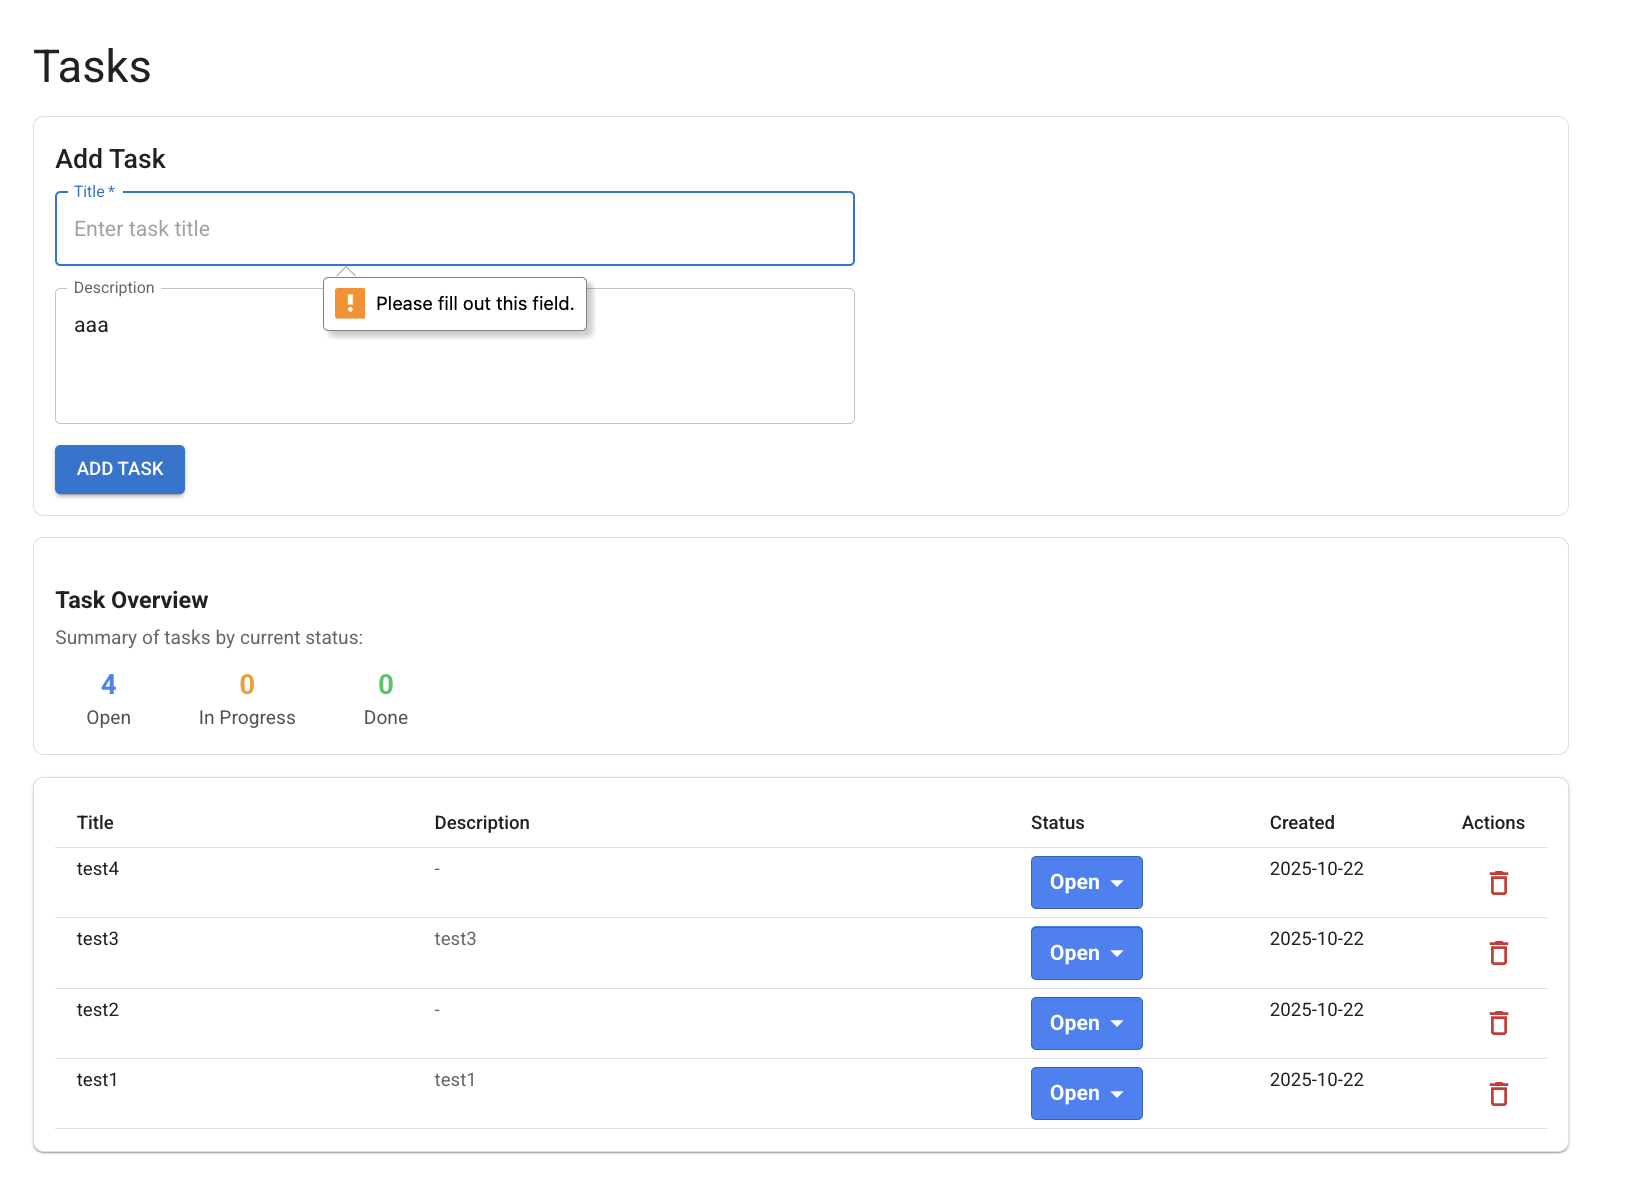 Tasks
Add Task
Title *
Enter task title
Description
Please fill out this field.
aaa
ADD TASK
Task Overview
Summary of tasks by current status:
4 0 0
Open In Progress Done
Title Description Status Created Actions
test4 - Open 2025-10-22
test3 test3 Open 2025-10-22
test2 - Open 2025-10-22
test1 test1 Open 2025-10-22